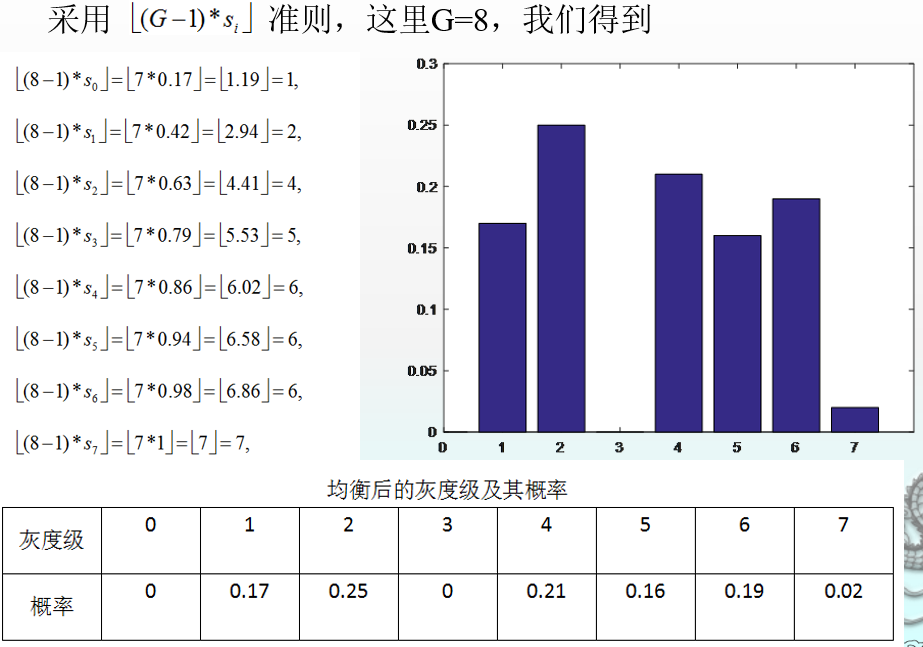 采用 ⌊(G−1)*sᵢ⌋ 准则，这里G=8，我们得到
⌊(8−1)*s₀⌋=⌊7*0.17⌋=⌊1.19⌋=1,
⌊(8−1)*s₁⌋=⌊7*0.42⌋=⌊2.94⌋=2,
⌊(8−1)*s₂⌋=⌊7*0.63⌋=⌊4.41⌋=4,
⌊(8−1)*s₃⌋=⌊7*0.79⌋=⌊5.53⌋=5,
⌊(8−1)*s₄⌋=⌊7*0.86⌋=⌊6.02⌋=6,
⌊(8−1)*s₅⌋=⌊7*0.94⌋=⌊6.58⌋=6,
⌊(8−1)*s₆⌋=⌊7*0.98⌋=⌊6.86⌋=6,
⌊(8−1)*s₇⌋=⌊7*1⌋=⌊7⌋=7,
0.3
0.25
0.2
0.15
0.1
0.05
0
0 1 2 3 4 5 6 7
均衡后的灰度级及其概率
灰度级 0 1 2 3 4 5 6 7
概率 0 0.17 0.25 0 0.21 0.16 0.19 0.02